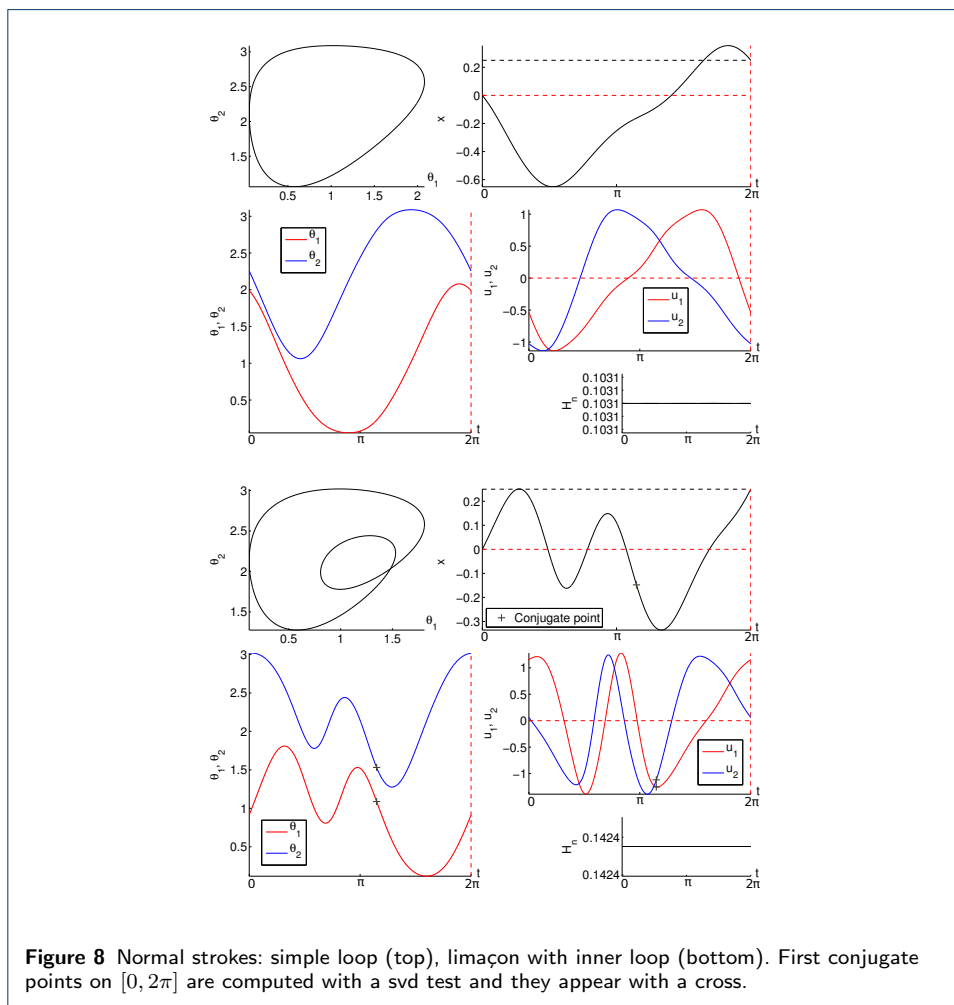 3
2.5
2
1.5
θ2
0.5 1 1.5 2
θ1
0.2
0
−0.2
−0.4
−0.6
x
0 π 2π
t
3
2.5
2
1.5
1
0.5
θ1, θ2
θ1
θ2
0 π 2π
t
1
0.5
0
−0.5
−1
u1, u2
u1
u2
0 π 2π
t
0.1031
0.1031
0.1031
0.1031
0.1031
Hn
0 π 2π
t
3
2.5
2
1.5
θ2
0.5 1 1.5
θ1
0.2
0.1
0
−0.1
−0.2
−0.3
x
+ Conjugate point
0 π 2π
t
3
2.5
2
1.5
1
0.5
θ1, θ2
θ1
θ2
0 π 2π
t
1
0.5
0
−0.5
−1
u1, u2
u1
u2
0 π 2π
t
0.1424
0.1424
Hn
0 π 2π
t
Figure 8 Normal strokes: simple loop (top), limaçon with inner loop (bottom). First conjugate
points on [0, 2π] are computed with a svd test and they appear with a cross.